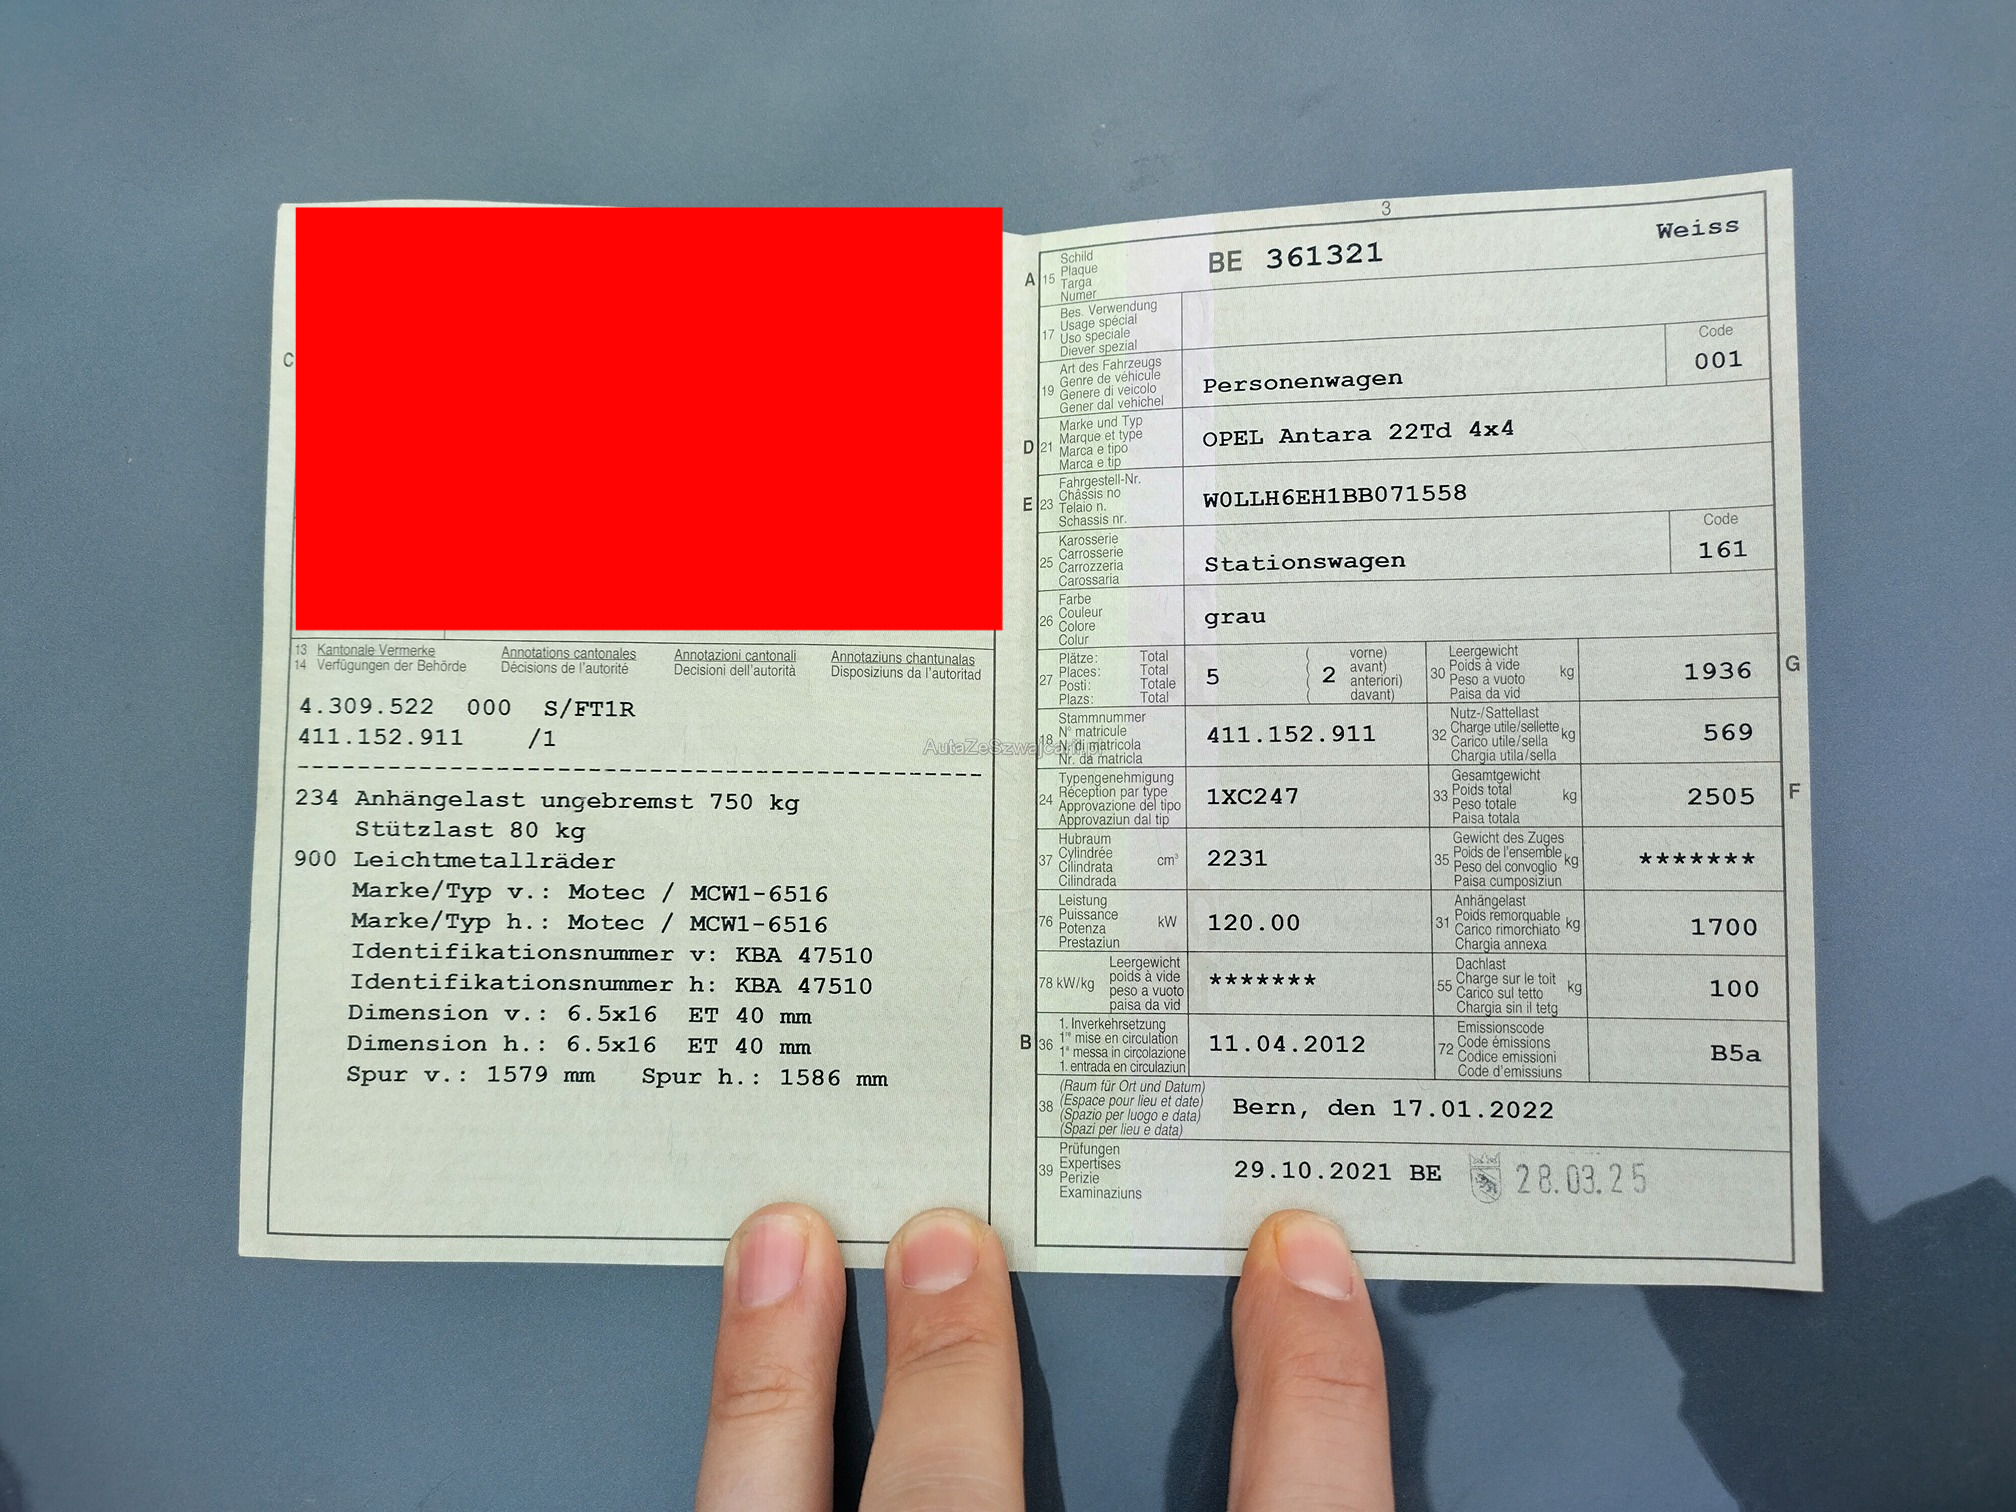 C
13 Kantonale Vermerke Annotations cantonales Annotazioni cantonali Annotaziuns chantunalas
14 Verfügungen der Behörde Décisions de l'autorité Decisioni dell'autorità Disposiziuns da l'autoritad
4.309.522 000 S/FT1R
411.152.911 /1
234 Anhängelast ungebremst 750 kg
Stützlast 80 kg
900 Leichtmetallräder
Marke/Typ v.: Motec / MCW1-6516
Marke/Typ h.: Motec / MCW1-6516
Identifikationsnummer v: KBA 47510
Identifikationsnummer h: KBA 47510
Dimension v.: 6.5x16 ET 40 mm
Dimension h.: 6.5x16 ET 40 mm
Spur v.: 1579 mm Spur h.: 1586 mm
3
A 15 Schild
Plaque
Targa
Numer
BE 361321 Weiss
17 Bes. Verwendung
Usage spécial
Uso speciale
Diever spezial
19 Art des Fahrzeugs
Genre de véhicule
Genere di veicolo
Gener dal vehichel
Personenwagen
Code
001
D 21 Marke und Typ
Marque et type
Marca e tipo
Marca e tip
OPEL Antara 22Td 4x4
E 23 Fahrgestell-Nr.
Châssis no
Telaio n.
Schassis nr.
W0LLH6EH1BB071558
25 Karosserie
Carrosserie
Carrozzeria
Carossaria
Stationswagen
Code
161
26 Farbe
Couleur
Colore
Colur
grau
27 Plätze: Total
Places: Total
Posti: Totale
Plazs: Total
5 ( 2 vorne)
avant)
anteriori)
davant)
30 Leergewicht
Poids à vide
Peso a vuoto
Paisa da vid
kg 1936 G
18 Stammnummer
N° matricule
N° di matricola
Nr. da matricla
411.152.911
32 Nutz-/Sattellast
Charge utile/sellette
Carico utile/sella
Chargia utila/sella
kg 569
24 Typengenehmigung
Réception par type
Approvazione del tipo
Approvaziun dal tip
1XC247
33 Gesamtgewicht
Poids total
Peso totale
Paisa totala
kg 2505 F
37 Hubraum
Cylindrée
Cilindrata
Cilindrada
cm³ 2231
35 Gewicht des Zuges
Poids de l'ensemble
Peso del convoglio
Paisa cumposiziun
kg *******
76 Leistung
Puissance
Potenza
Prestaziun
kW 120.00
31 Anhängelast
Poids remorquable
Carico rimorchiato
Chargia annexa
kg 1700
78 kW/kg Leergewicht
poids à vide
peso a vuoto
paisa da vid
*******
55 Dachlast
Charge sur le toit
Carico sul tetto
Chargia sin il tetg
kg 100
B 36 1. Inverkehrsetzung
1re mise en circulation
1a messa in circolazione
1. entrada en circulaziun
11.04.2012
72 Emissionscode
Code émissions
Codice emissioni
Code d'emissiuns
B5a
38 (Raum für Ort und Datum)
(Espace pour lieu et date)
(Spazio per luogo e data)
(Spazi per lieu e data)
Bern, den 17.01.2022
39 Prüfungen
Expertises
Perizie
Examinaziuns
29.10.2021 BE 28.03.25